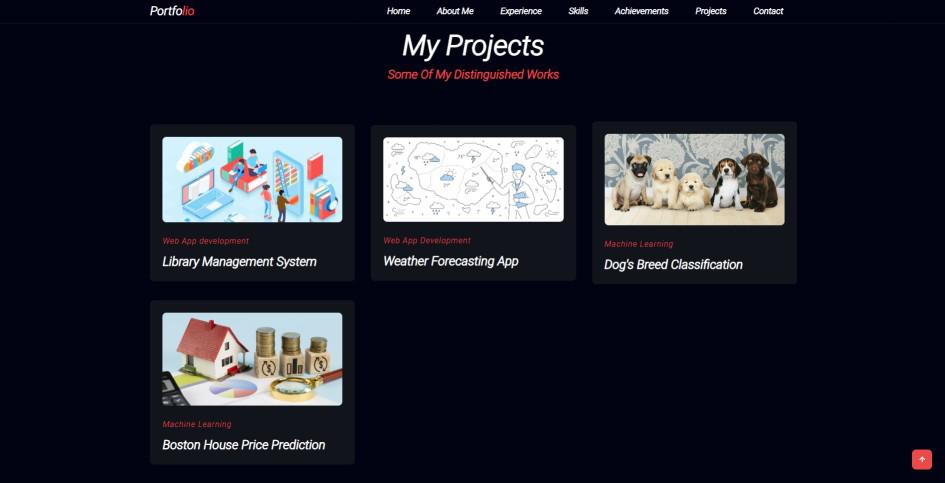 Portfolio
Home About Me Experience Skills Achievements Projects Contact
My Projects
Some Of My Distinguished Works
Web App development
Library Management System
Web App Development
Weather Forecasting App
Machine Learning
Dog's Breed Classification
Machine Learning
Boston House Price Prediction